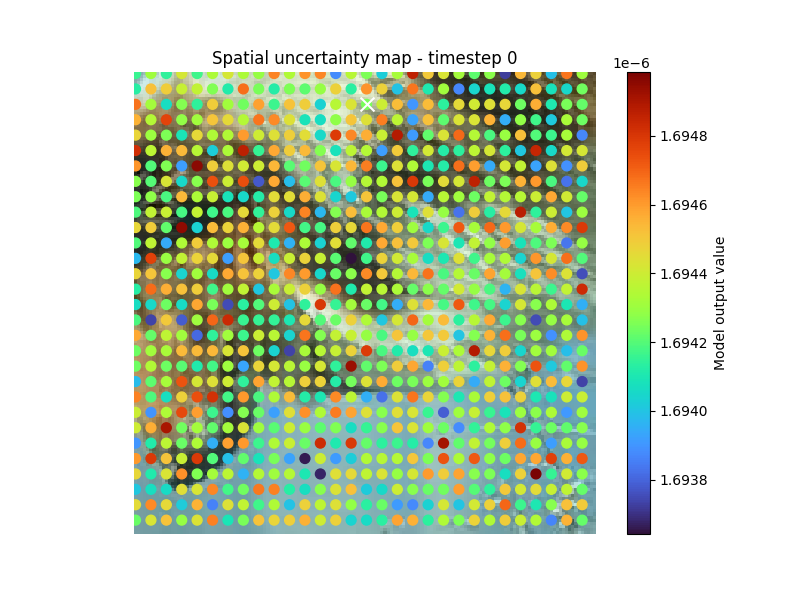 Spatial uncertainty map - timestep 0
1e−6
1.6948
1.6946
1.6944
1.6942
1.6940
1.6938
Model output value